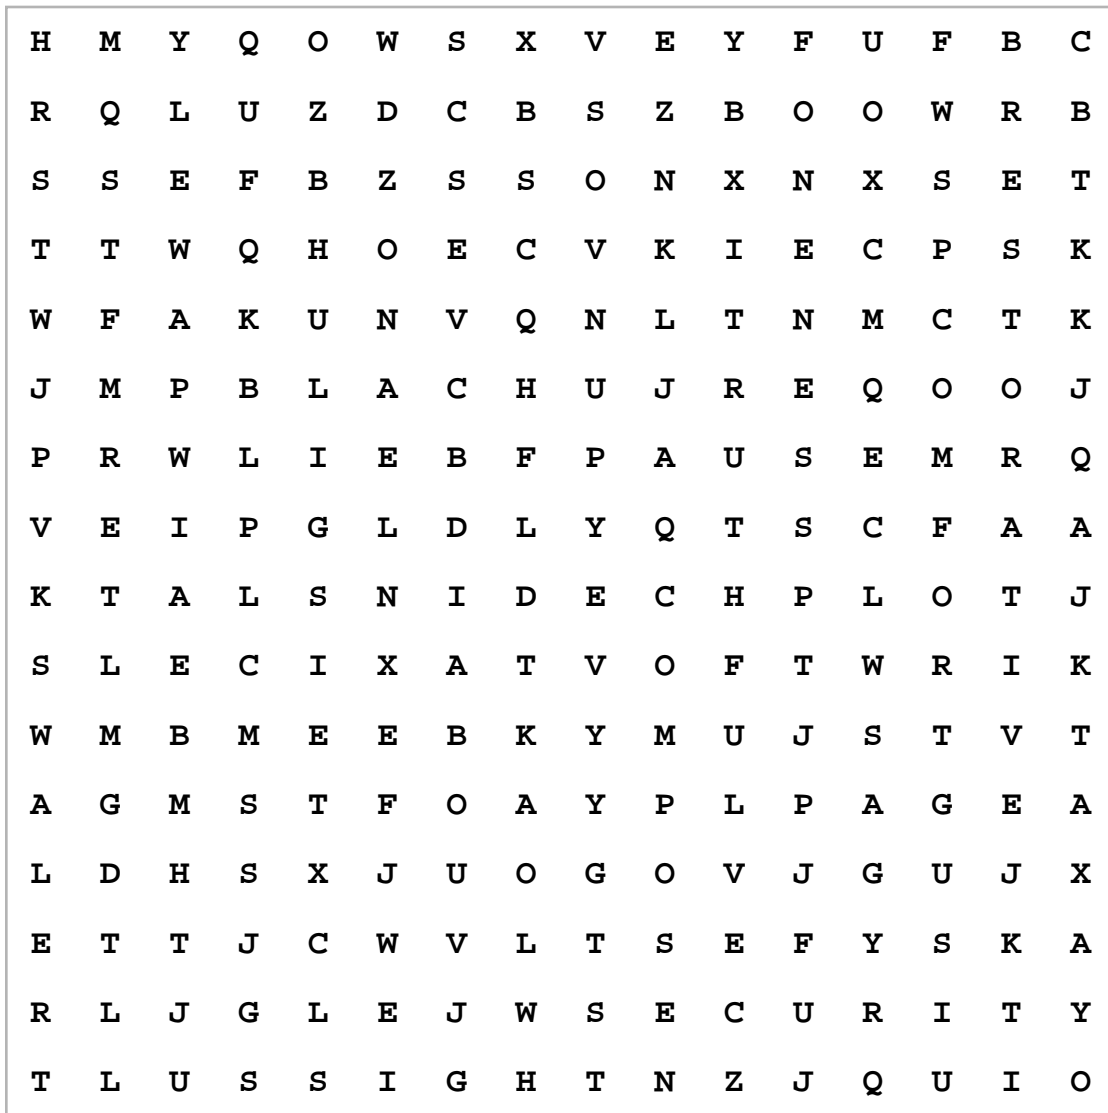 H M Y Q O W S X V E Y F U F B C
R Q L U Z D C B S Z B O O W R B
S S E F B Z S S O N X N X S E T
T T W Q H O E C V K I E C P S K
W F A K U N V Q N L T N M C T K
J M P B L A C H U J R E Q O O J
P R W L I E B F P A U S E M R Q
V E I P G L D L Y Q T S C F A A
K T A L S N I D E C H P L O T J
S L E C I X A T V O F T W R I K
W M B M E E B K Y M U J S T V T
A G M S T F O A Y P L P A G E A
L D H S X J U O G O V J G U J X
E T T J C W V L T S E F Y S K A
R L J G L E J W S E C U R I T Y
T L U S S I G H T N Z J Q U I O